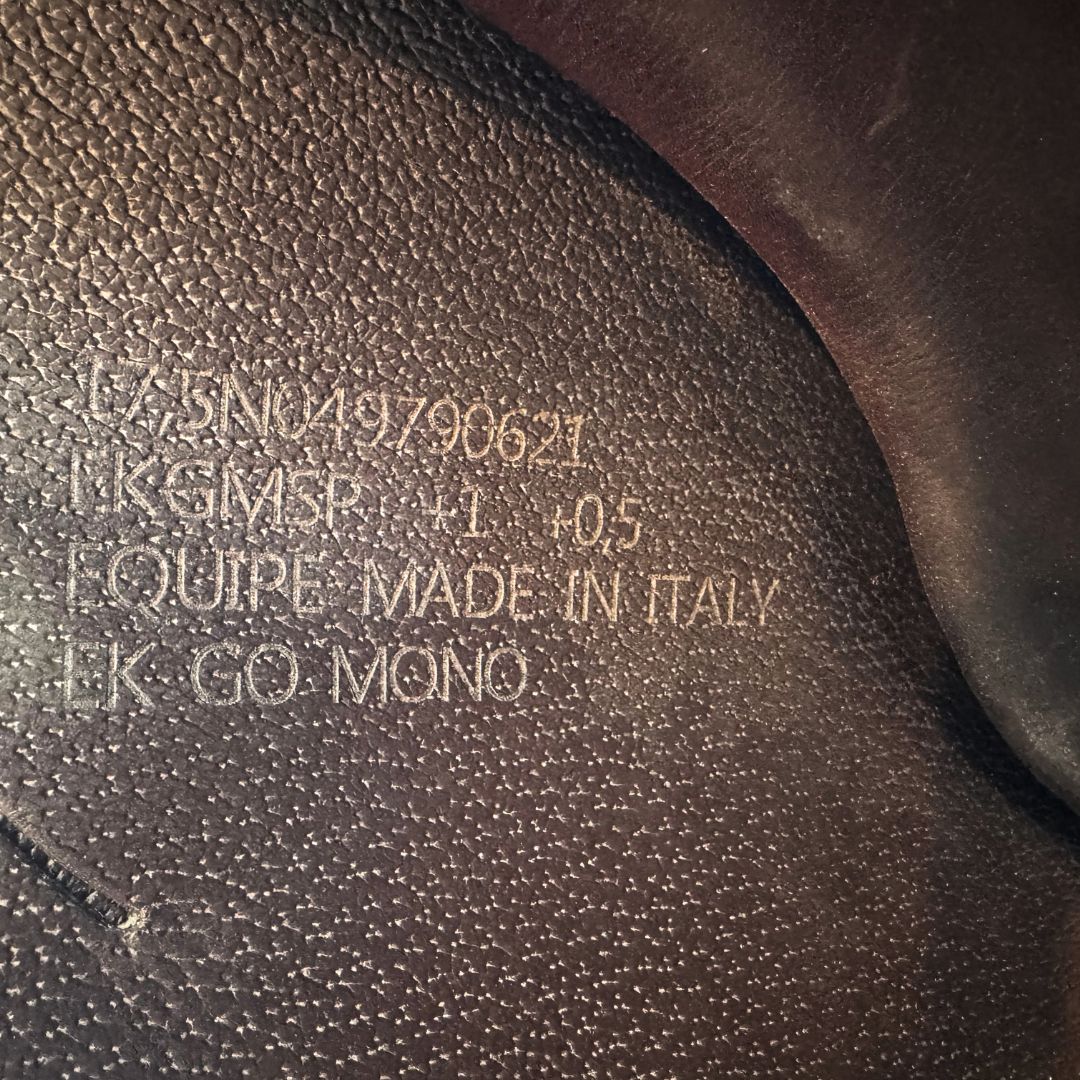 17,5N049790621
EKGMSP +1 +0,5
EQUIPE MADE IN ITALY
EK GO MONO